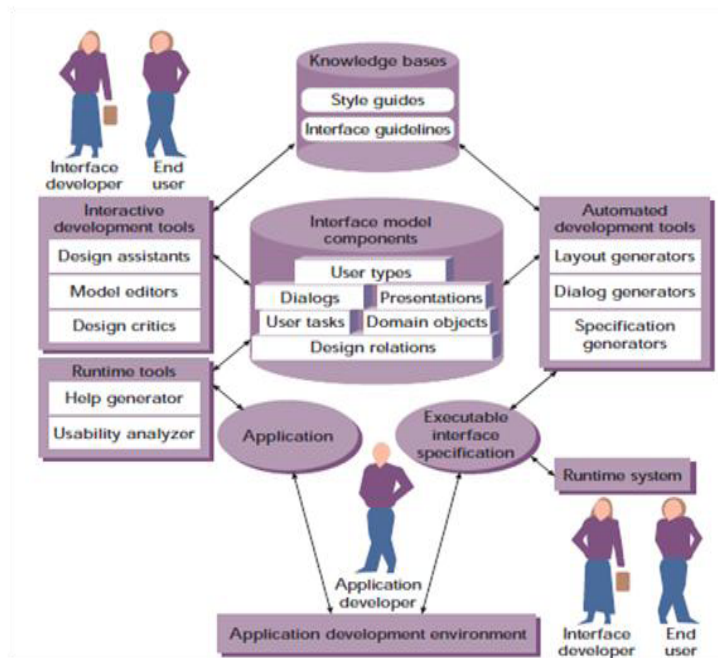 Knowledge bases
Style guides
Interface guidelines
Interface
developer
End
user
Interactive
development tools
Design assistants
Model editors
Design critics
Interface model
components
User types
Dialogs
Presentations
User tasks
Domain objects
Design relations
Automated
development tools
Layout generators
Dialog generators
Specification
generators
Runtime tools
Help generator
Usability analyzer
Application
Executable
interface
specification
Runtime system
Application
developer
Application development environment
Interface
developer
End
user